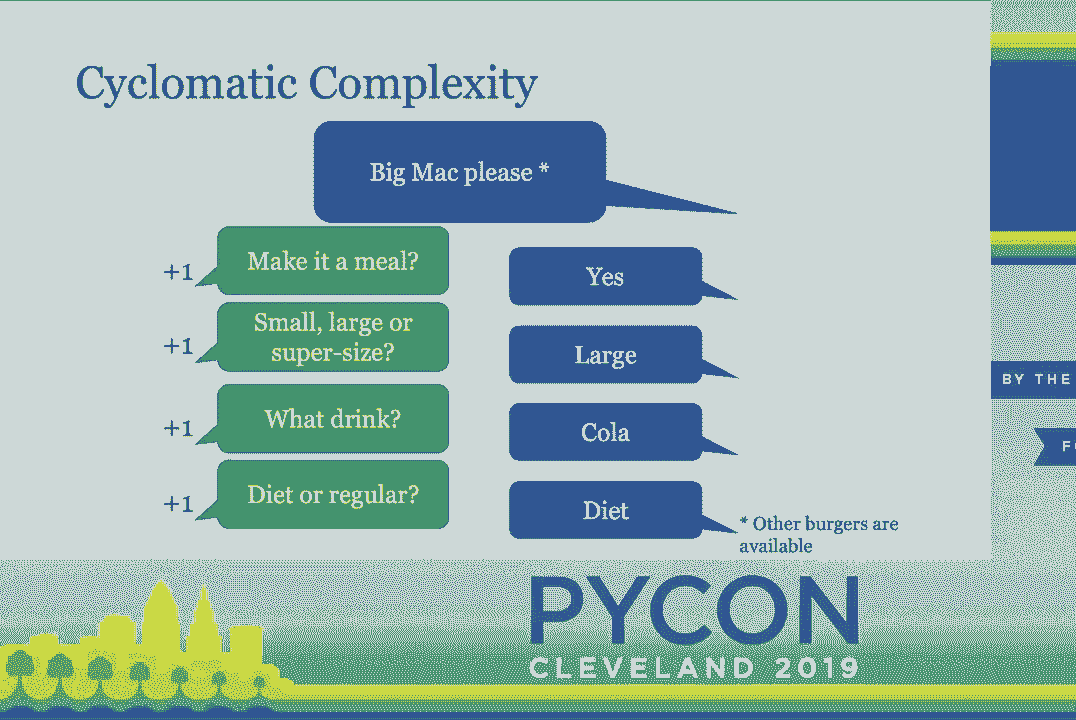 Cyclomatic Complexity
Big Mac please *
+1
Make it a meal?
Yes
+1
Small, large or
super-size?
Large
+1
What drink?
Cola
+1
Diet or regular?
Diet
* Other burgers are
available
BY THE
PYCON
CLEVELAND 2019